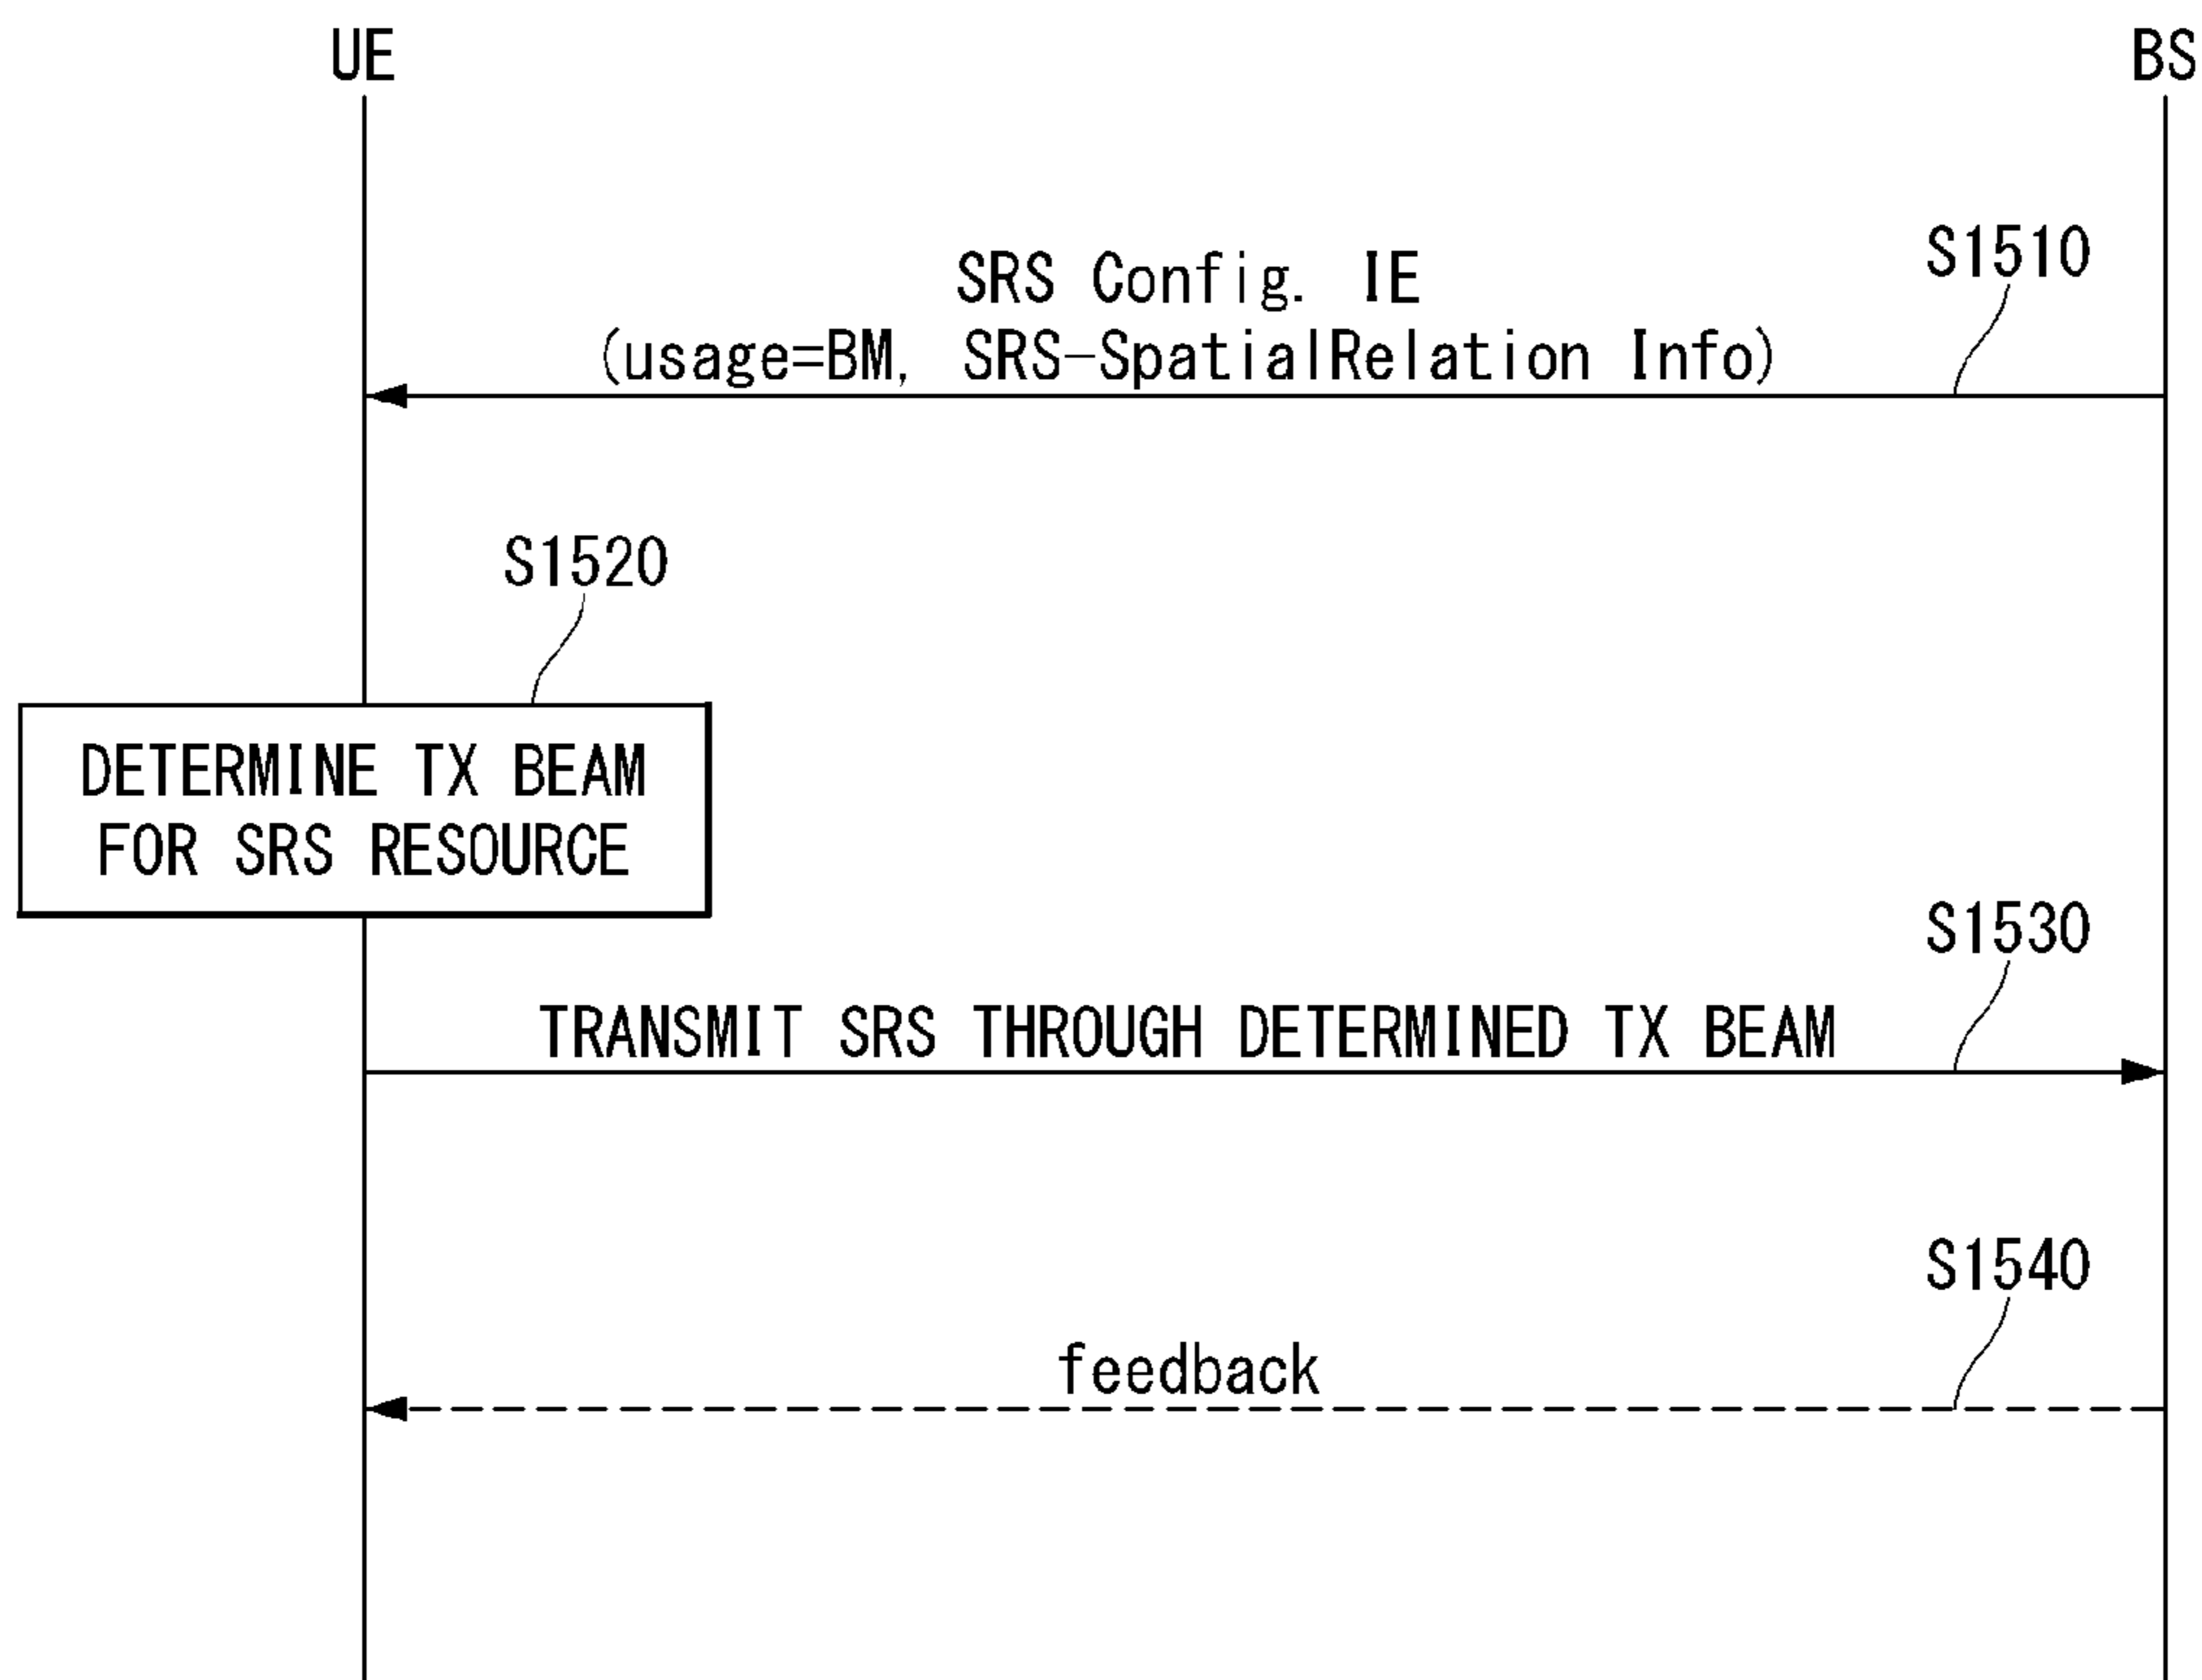 UE
BS
S1510
SRS Config. IE
(usage=BM, SRS-SpatialRelation Info)
S1520
DETERMINE TX BEAM
FOR SRS RESOURCE
S1530
TRANSMIT SRS THROUGH DETERMINED TX BEAM
S1540
feedback